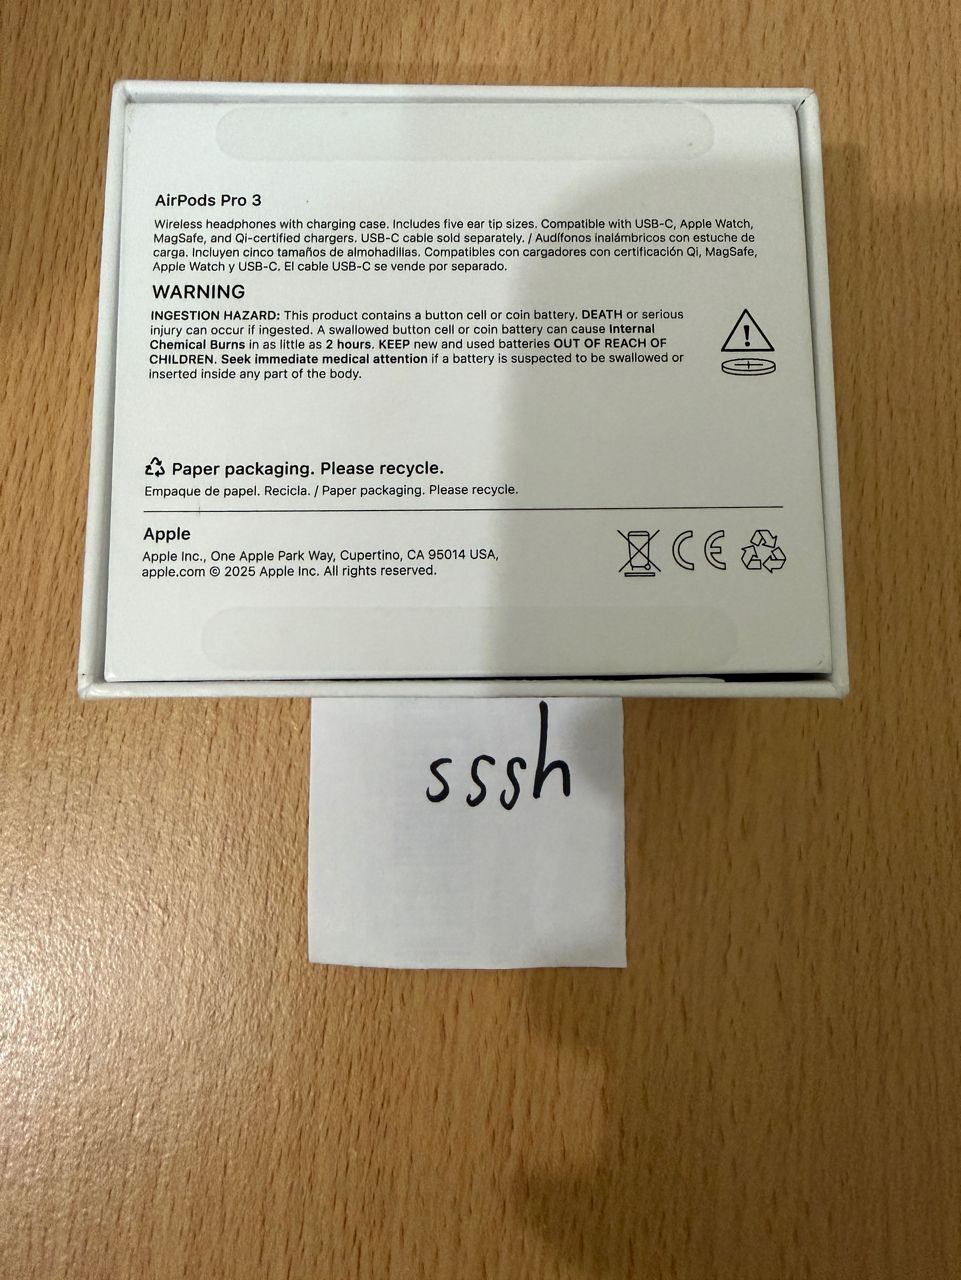 AirPods Pro 3
Wireless headphones with charging case. Includes five ear tip sizes. Compatible with USB-C, Apple Watch,
MagSafe, and Qi-certified chargers. USB-C cable sold separately. / Audífonos inalámbricos con estuche de
carga. Incluyen cinco tamaños de almohadillas. Compatibles con cargadores con certificación Qi, MagSafe,
Apple Watch y USB-C. El cable USB-C se vende por separado.
WARNING
INGESTION HAZARD: This product contains a button cell or coin battery. DEATH or serious
injury can occur if ingested. A swallowed button cell or coin battery can cause Internal
Chemical Burns in as little as 2 hours. KEEP new and used batteries OUT OF REACH OF
CHILDREN. Seek immediate medical attention if a battery is suspected to be swallowed or
inserted inside any part of the body.
Paper packaging. Please recycle.
Empaque de papel. Recicla. / Paper packaging. Please recycle.
Apple
Apple Inc., One Apple Park Way, Cupertino, CA 95014 USA,
apple.com © 2025 Apple Inc. All rights reserved.
CE
sssh